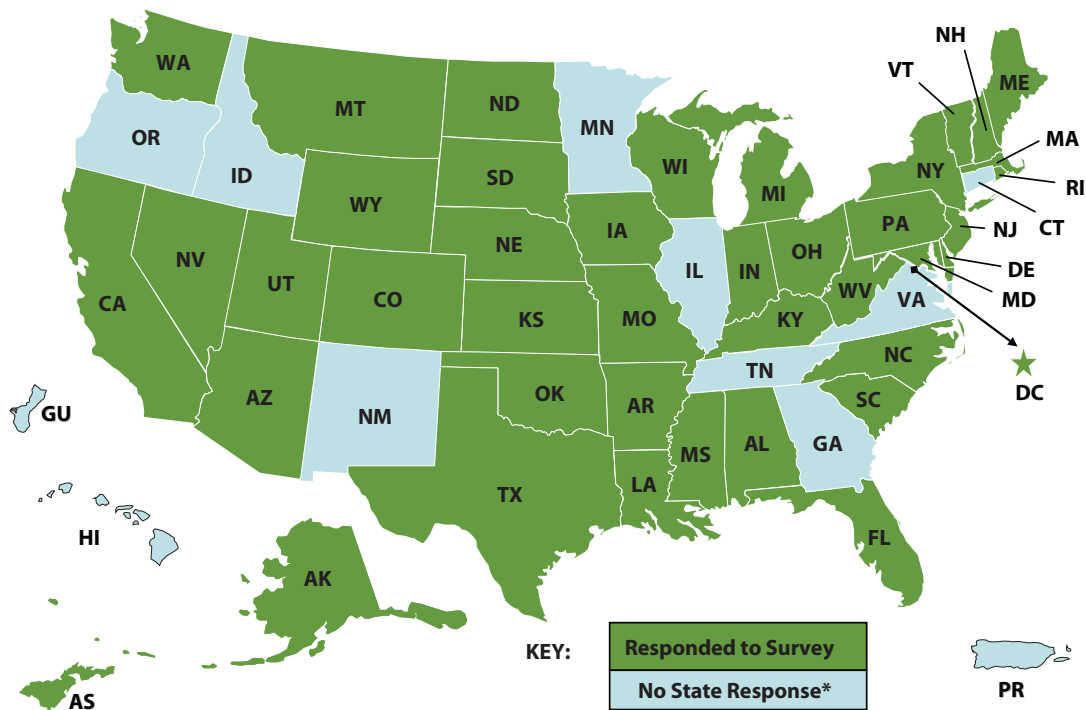 NH
WA
VT
ME
MT
ND
MN
OR
MA
ID
WI
NY
SD
MI
RI
WY
PA
IA
NJ
CT
NE
OH
NV
IL
IN
DE
UT
WV
CA
CO
VA
MD
KS
MO
KY
NC
TN
DC
AZ
OK
AR
SC
GU
NM
GA
MS
AL
LA
TX
HI
FL
AK
KEY:
Responded to Survey
No State Response*
AS
PR